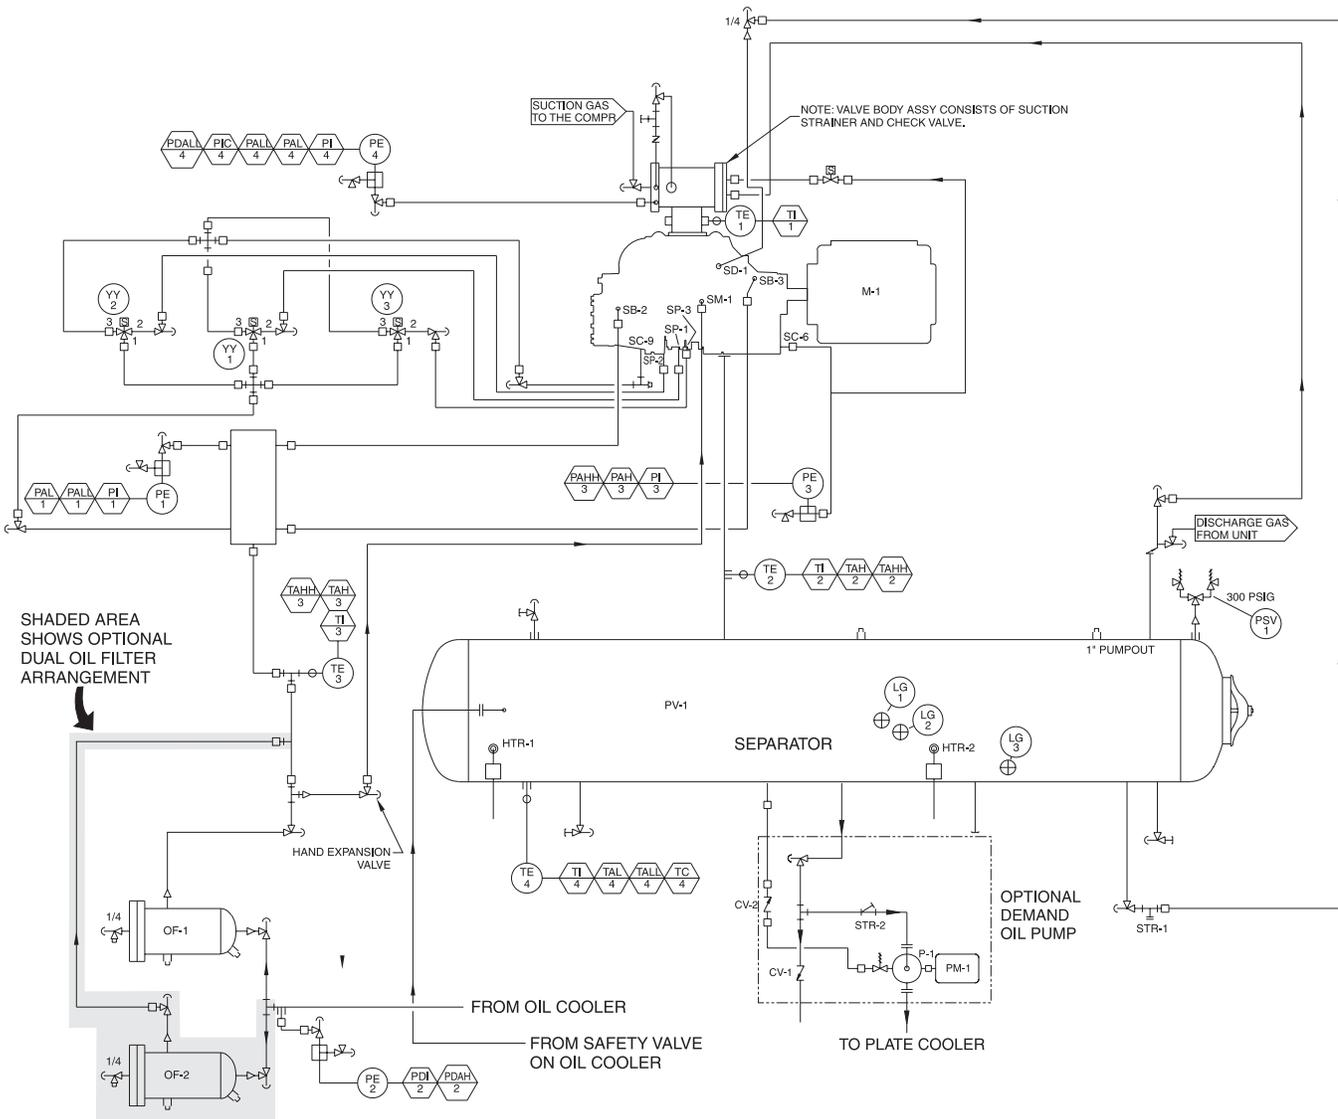 1/4
SUCTION GAS
TO THE COMPR
NOTE: VALVE BODY ASSY CONSISTS OF SUCTION
STRAINER AND CHECK VALVE.
PDALL
4
PIC
4
PALL
4
PAL
4
PI
4
PE
4
S
TE
1
TI
1
SD-1
SB-3
M-1
YY
2
YY
3
SB-2
SM-1
SP-3
SP-1
3
S
2
1
3
S
2
1
3
S
1
YY
1
SC-9
SP-2
SC-6
PAHH
3
PAH
3
PI
3
PE
3
PAL
1
PALL
1
PI
1
PE
1
DISCHARGE GAS
FROM UNIT
TE
2
TI
2
TAH
2
TAHH
2
TAHH
3
TAH
3
TI
3
TE
3
300 PSIG
PSV
1
SHADED AREA
SHOWS OPTIONAL
DUAL OIL FILTER
ARRANGEMENT
1" PUMPOUT
PV-1
LG
1
LG
2
LG
3
HTR-1
SEPARATOR
HTR-2
HAND EXPANSION
VALVE
TE
4
TI
4
TAL
4
TALL
4
TC
4
OPTIONAL
DEMAND
OIL PUMP
CV-2
STR-2
STR-1
1/4
OF-1
CV-1
P-1
PM-1
FROM OIL COOLER
FROM SAFETY VALVE
ON OIL COOLER
TO PLATE COOLER
1/4
OF-2
PE
2
PDI
2
PDAH
2